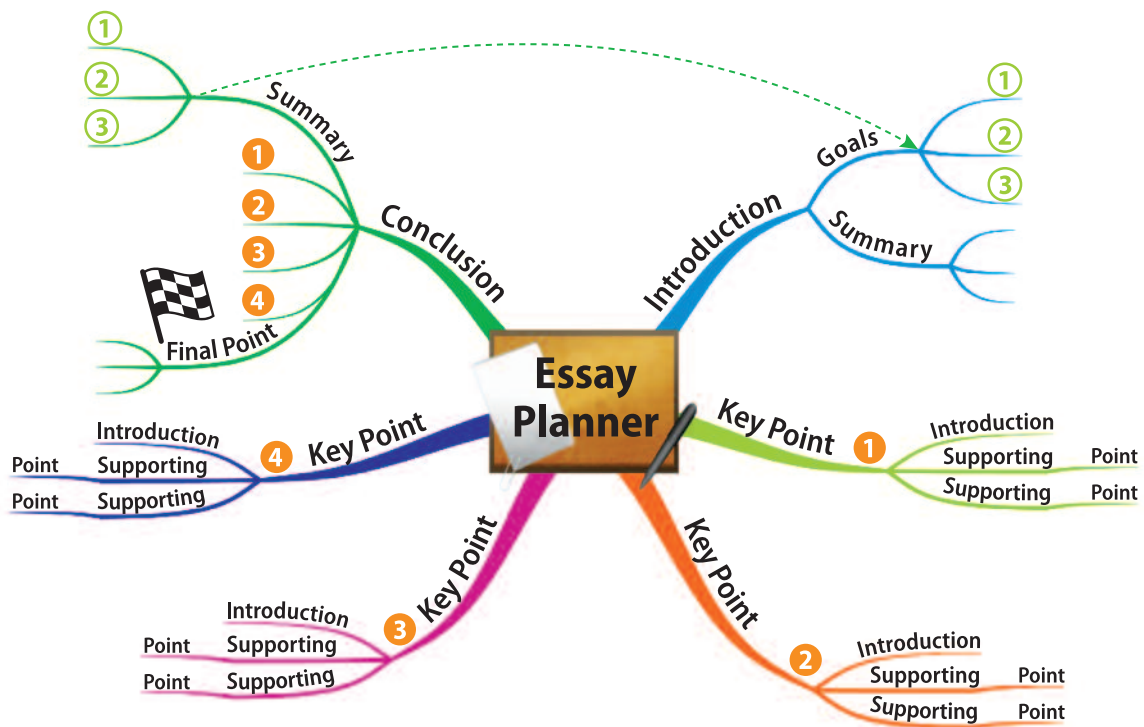 Essay
Planner
Introduction
Goals
1
2
3
Summary
Key Point
1
Introduction
Supporting
Point
Supporting
Point
Key Point
2
Introduction
Supporting
Point
Supporting
Point
Key Point
3
Introduction
Supporting
Point
Supporting
Point
Key Point
4
Introduction
Supporting
Point
Supporting
Point
Conclusion
Summary
1
2
3
1
2
3
4
Final Point